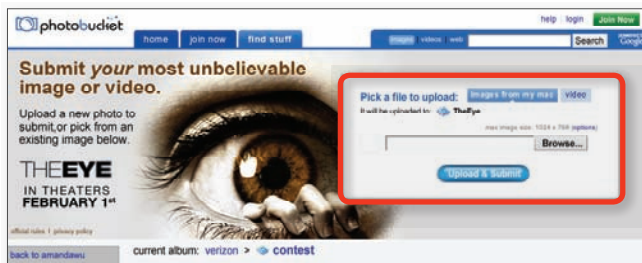 photobucket
help login Join Now
home join now find stuff
images videos web Search
Submit your most unbelievable
image or video.
Upload a new photo to
submit,or pick from an
existing image below.
THEEYE
IN THEATERS
FEBRUARY 1st
official rules | privacy policy
Pick a file to upload: images from my mac video
It will be uploaded to: TheEye
max image size: 1024 x 768 (options)
Browse...
Upload & Submit
back to amandawu
current album: verizon > contest